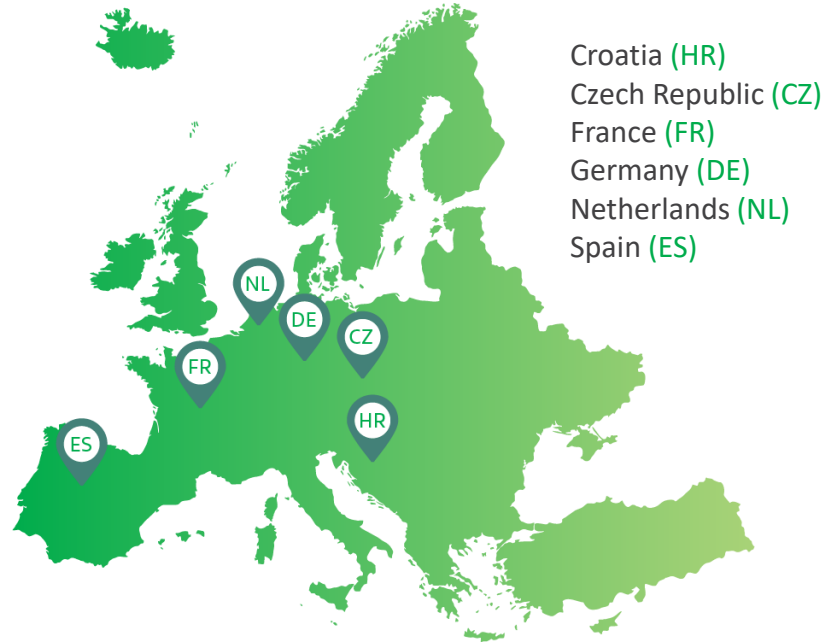 Croatia (HR)
Czech Republic (CZ)
France (FR)
Germany (DE)
Netherlands (NL)
Spain (ES)
NL
DE
CZ
FR
HR
ES